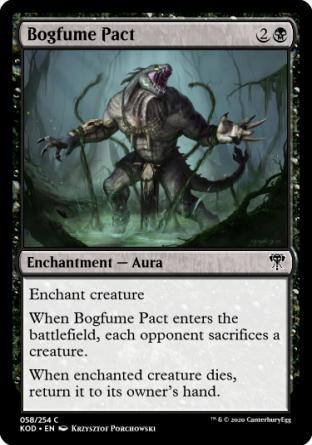 Bogfume Pact 2
Enchantment — Aura
Enchant creature
When Bogfume Pact enters the
battlefield, each opponent sacrifices a
creature.
When enchanted creature dies,
return it to its owner's hand.
058/254 C
KOD • EN Krzysztof Porchowski
™ & © 2020 CanterburyEgg